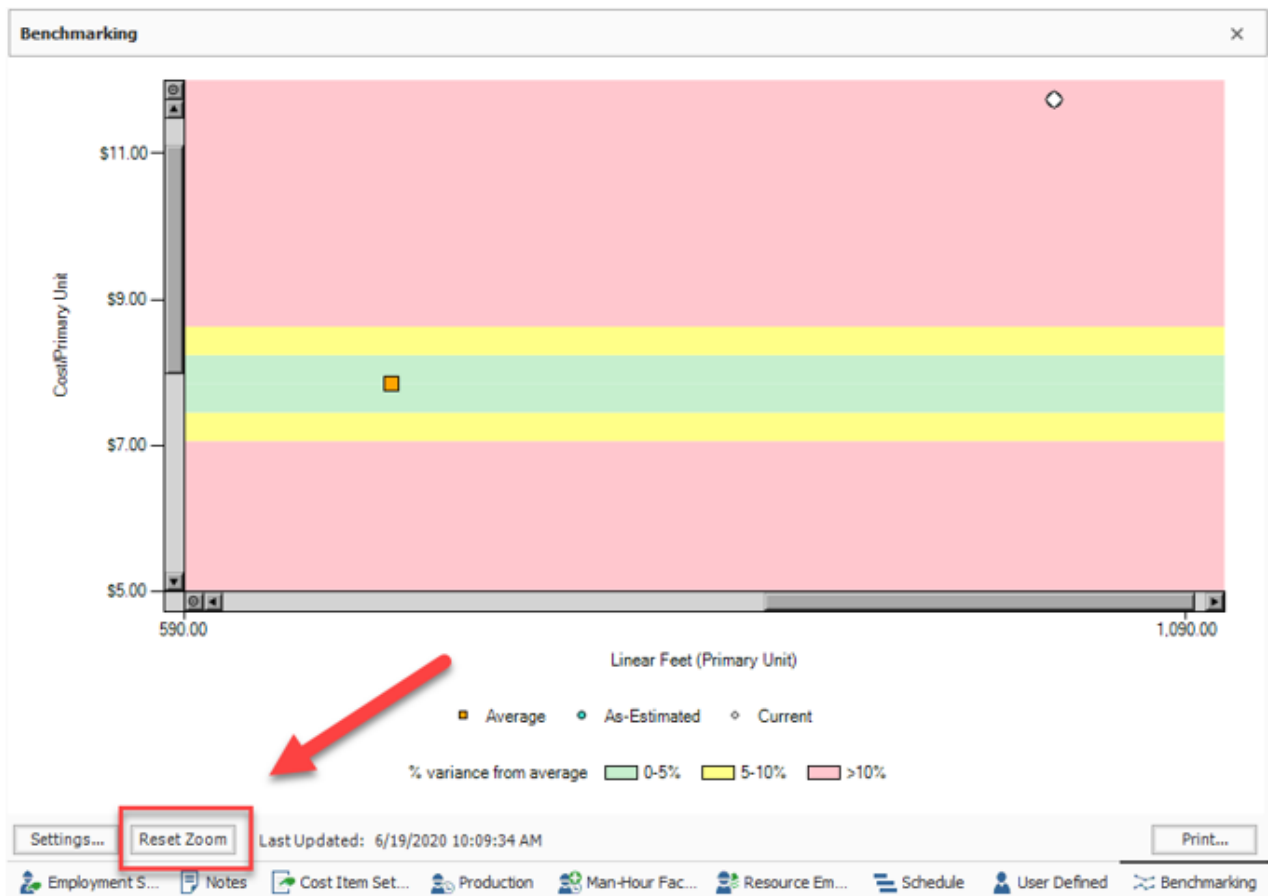 Benchmarking
$11.00
$9.00
Cost/Primary Unit
$7.00
$5.00
590.00 1,090.00
Linear Feet (Primary Unit)
Average As-Estimated Current
% variance from average 0-5% 5-10% >10%
Settings... Reset Zoom Last Updated: 6/19/2020 10:09:34 AM Print...
Employment S... Notes Cost Item Set... Production Man-Hour Fac... Resource Em... Schedule User Defined Benchmarking